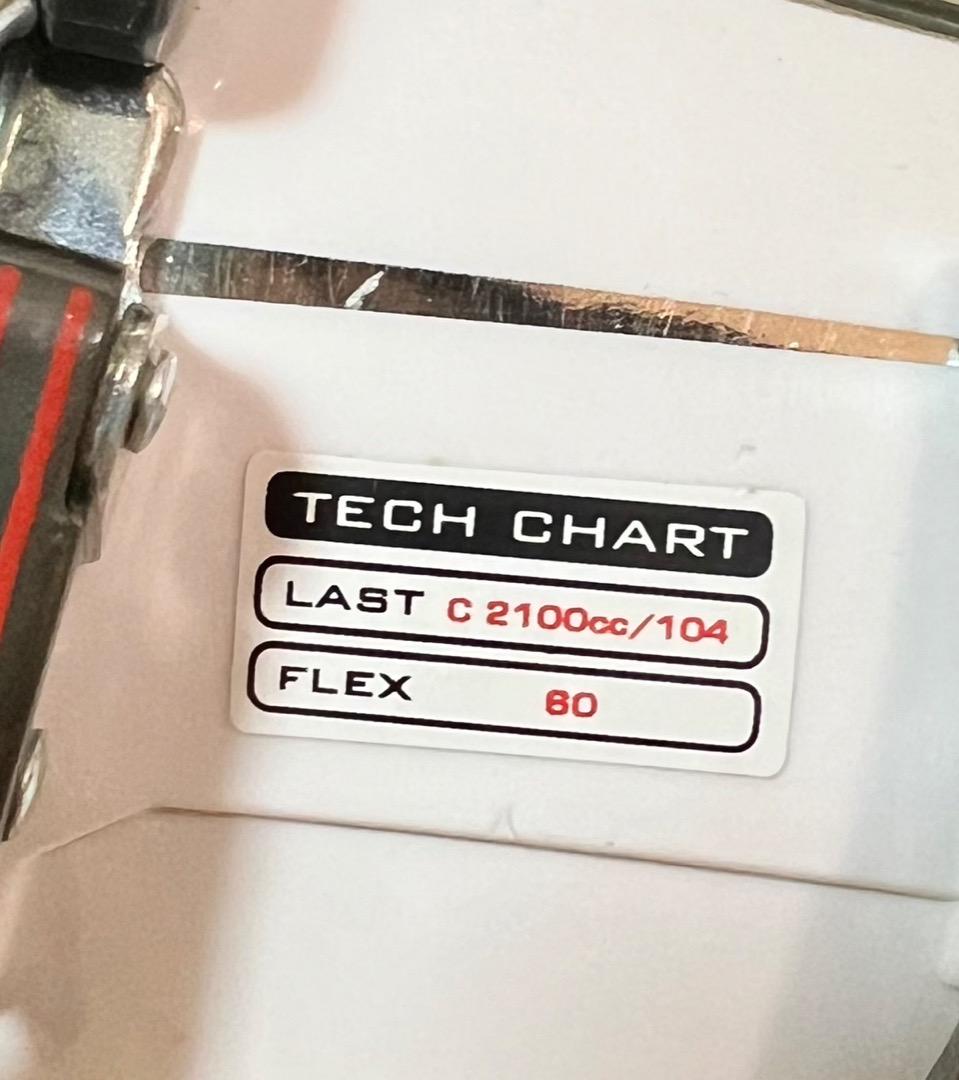 TECH CHART
LAST C 2100cc/104
FLEX 60